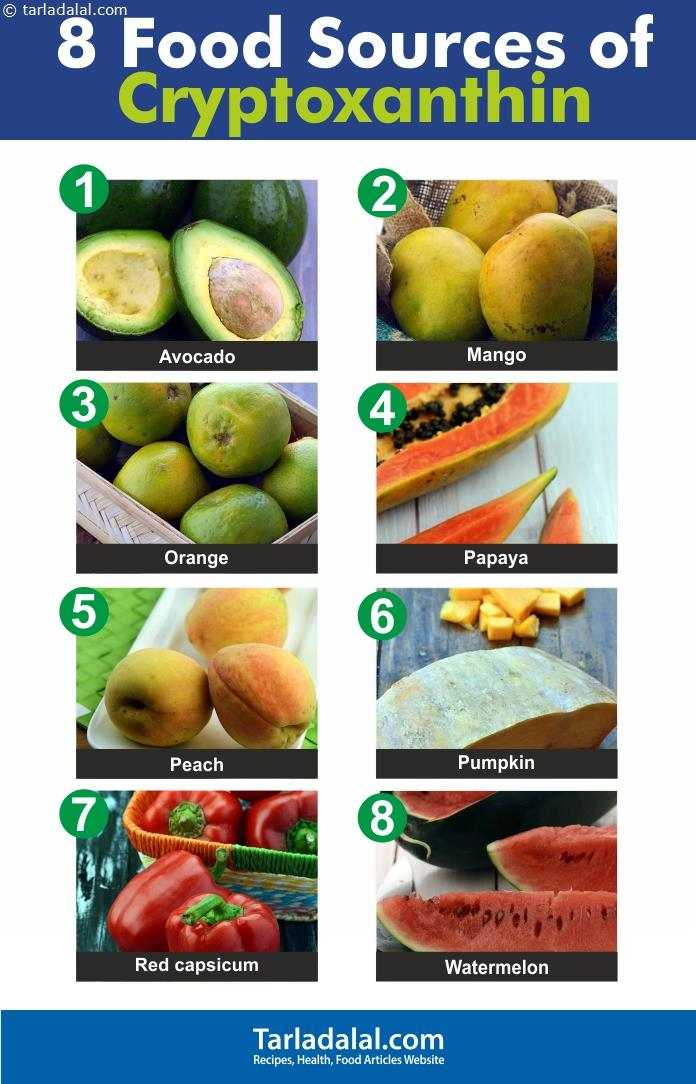 © tarladalal.com
8 Food Sources of
Cryptoxanthin
1
Avocado
2
Mango
3
Orange
4
Papaya
5
Peach
6
Pumpkin
7
Red capsicum
8
Watermelon
Tarladalal.com
Recipes, Health, Food Articles Website